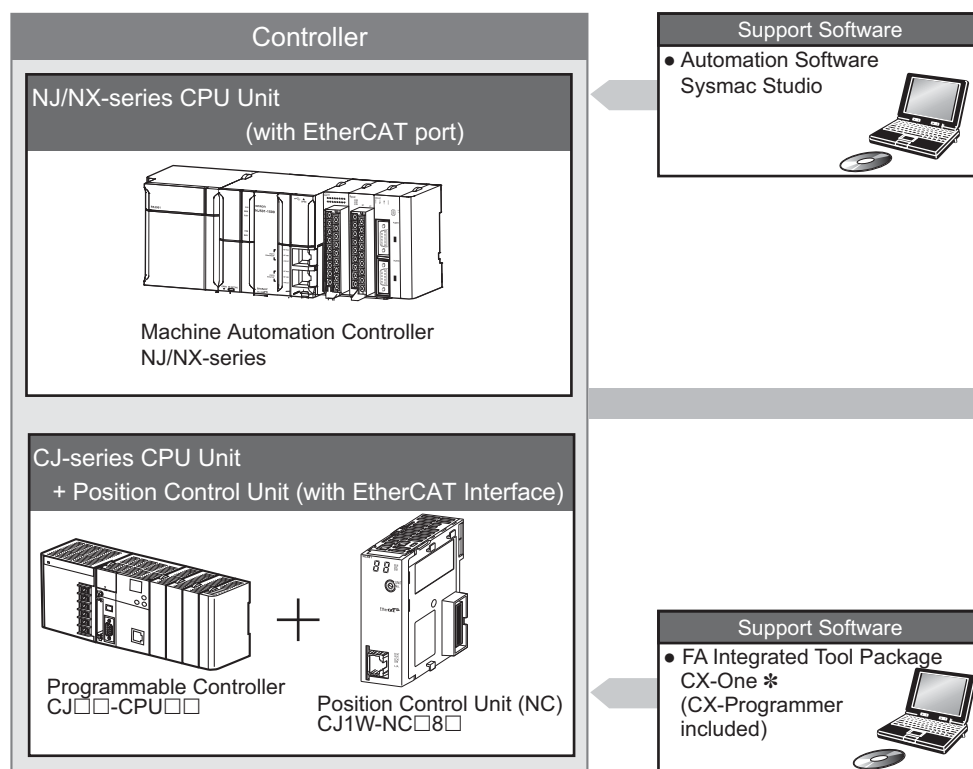 Controller
NJ/NX-series CPU Unit
(with EtherCAT port)
Machine Automation Controller
NJ/NX-series
CJ-series CPU Unit
+ Position Control Unit (with EtherCAT Interface)
Programmable Controller
CJ□□-CPU□□
Position Control Unit (NC)
CJ1W-NC□8□
Support Software
● Automation Software
Sysmac Studio
Support Software
● FA Integrated Tool Package
CX-One ✻
(CX-Programmer
included)